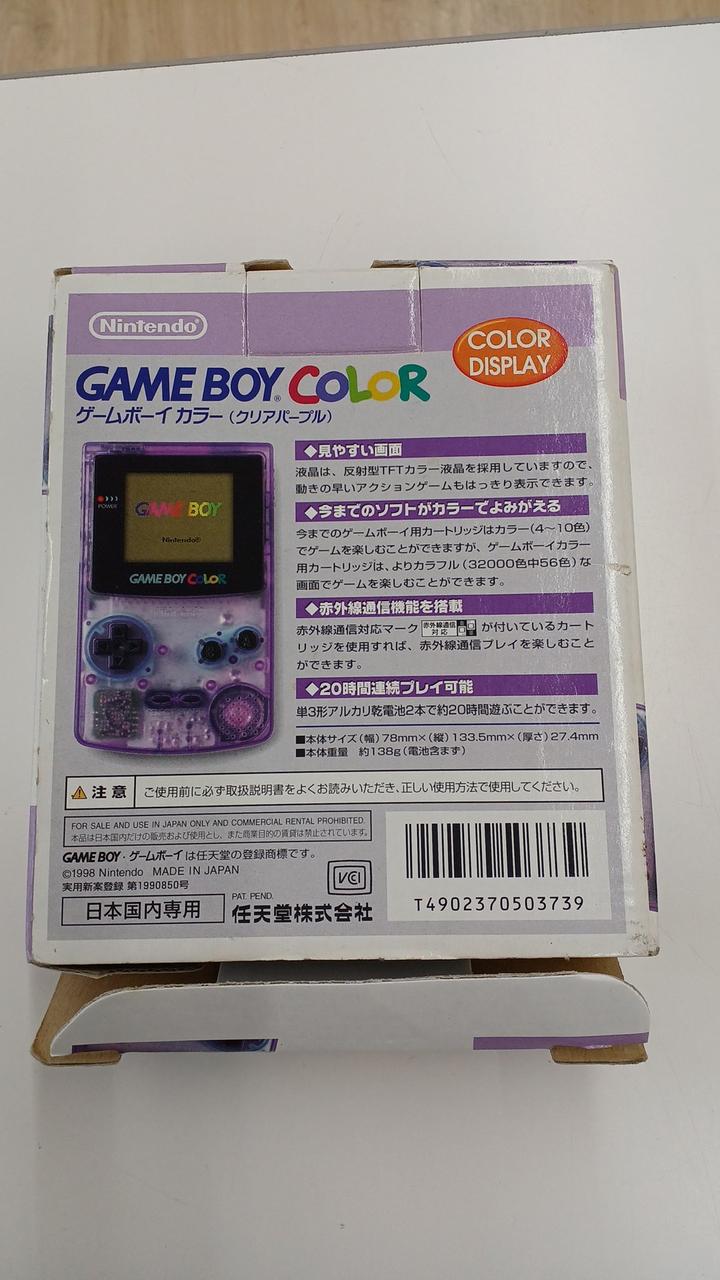 Nintendo®
COLOR
DISPLAY
GAME BOY® COLOR
ゲームボーイ カラー（クリアパープル）
POWER
GAME BOY
Nintendo®
GAME BOY COLOR
◆見やすい画面
液晶は、反射型TFTカラー液晶を採用していますので、
動きの早いアクションゲームもはっきり表示できます。
◆今までのソフトがカラーでよみがえる
今までのゲームボーイ用カートリッジはカラー（4〜10色）
でゲームを楽しむことができますが、ゲームボーイカラー
用カートリッジは、よりカラフル（32000色中56色）な
画面でゲームを楽しむことができます。
◆赤外線通信機能を搭載
赤外線通信対応マーク 赤外線通信対応 が付いているカート
リッジを使用すれば、赤外線通信プレイを楽しむこと
ができます。
◆20時間連続プレイ可能
単3形アルカリ乾電池2本で約20時間遊ぶことができます。
■本体サイズ（幅）78mm×（縦）133.5mm×（厚さ）27.4mm
■本体重量 約138g（電池含まず）
注意 ご使用前に必ず取扱説明書をよくお読みいただき、正しい使用方法で使用してください。
FOR SALE AND USE IN JAPAN ONLY AND COMMERCIAL RENTAL PROHIBITED.
本品は日本国内だけの販売および使用とし、また商業目的の賃貸は禁止されています。
GAME BOY・ゲームボーイは任天堂の登録商標です。
©1998 Nintendo MADE IN JAPAN
実用新案登録 第1990850号
VCI
PAT. PEND.
日本国内専用
任天堂株式会社
T4902370503739